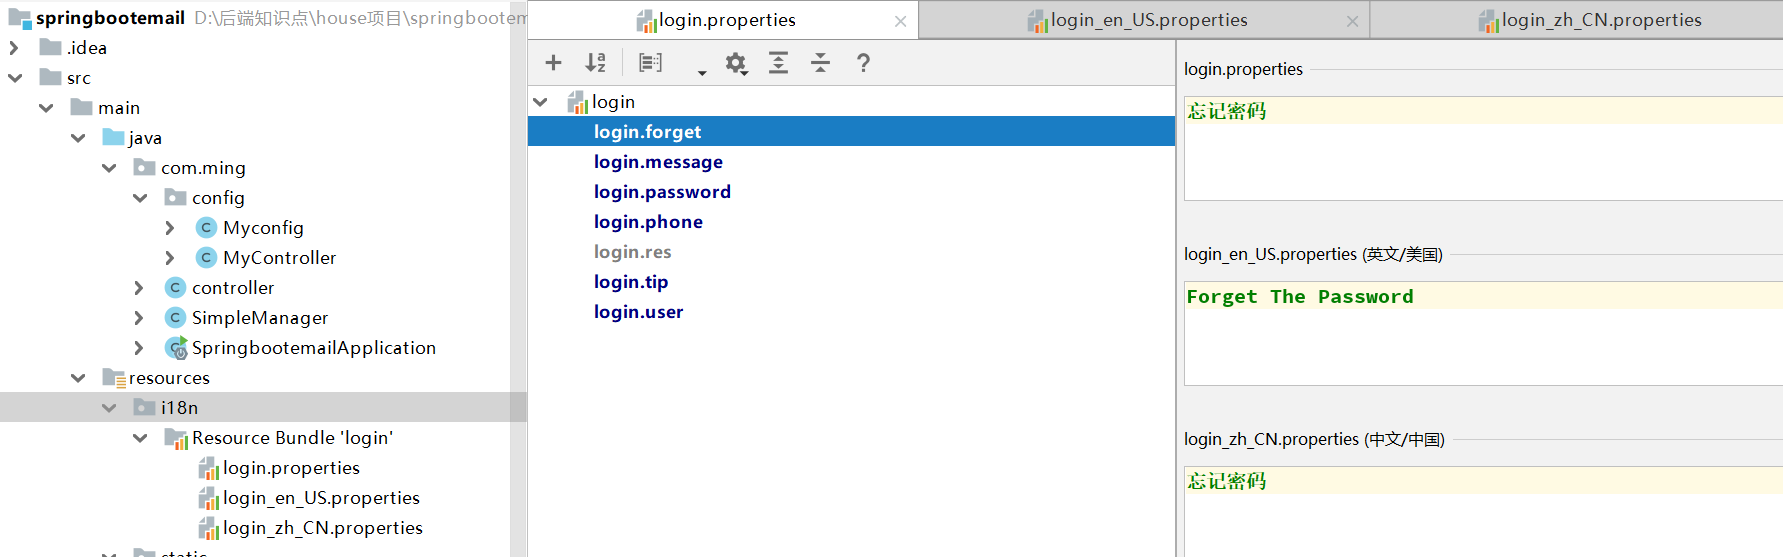 springbootemail D:\后端知识点\house项目\springbootem
.idea
src
main
java
com.ming
config
Myconfig
MyController
controller
SimpleManager
SpringbootemailApplication
resources
i18n
Resource Bundle 'login'
login.properties
login_en_US.properties
login_zh_CN.properties
login.properties
login_en_US.properties
login_zh_CN.properties
login
login.forget
login.message
login.password
login.phone
login.res
login.tip
login.user
login.properties
忘记密码
login_en_US.properties (英文/美国)
Forget The Password
login_zh_CN.properties (中文/中国)
忘记密码